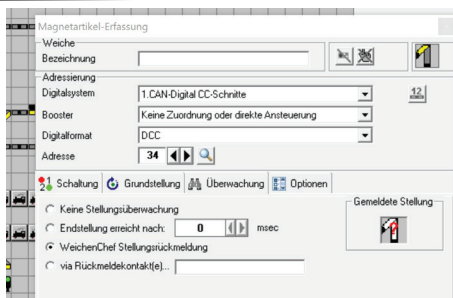 Magnetartikel-Erfassung
Weiche
Bezeichnung
Adressierung
Digitalsystem 1.CAN-Digital CC-Schnitte
12
Booster Keine Zuordnung oder direkte Ansteuerung
Digitalformat DCC
Adresse 34
Schaltung Grundstellung Überwachung Optionen
Keine Stellungsüberwachung
Gemeldete Stellung
Endstellung erreicht nach: 0 msec
WeichenChef Stellungsrückmeldung
via Rückmeldekontakt(e)...